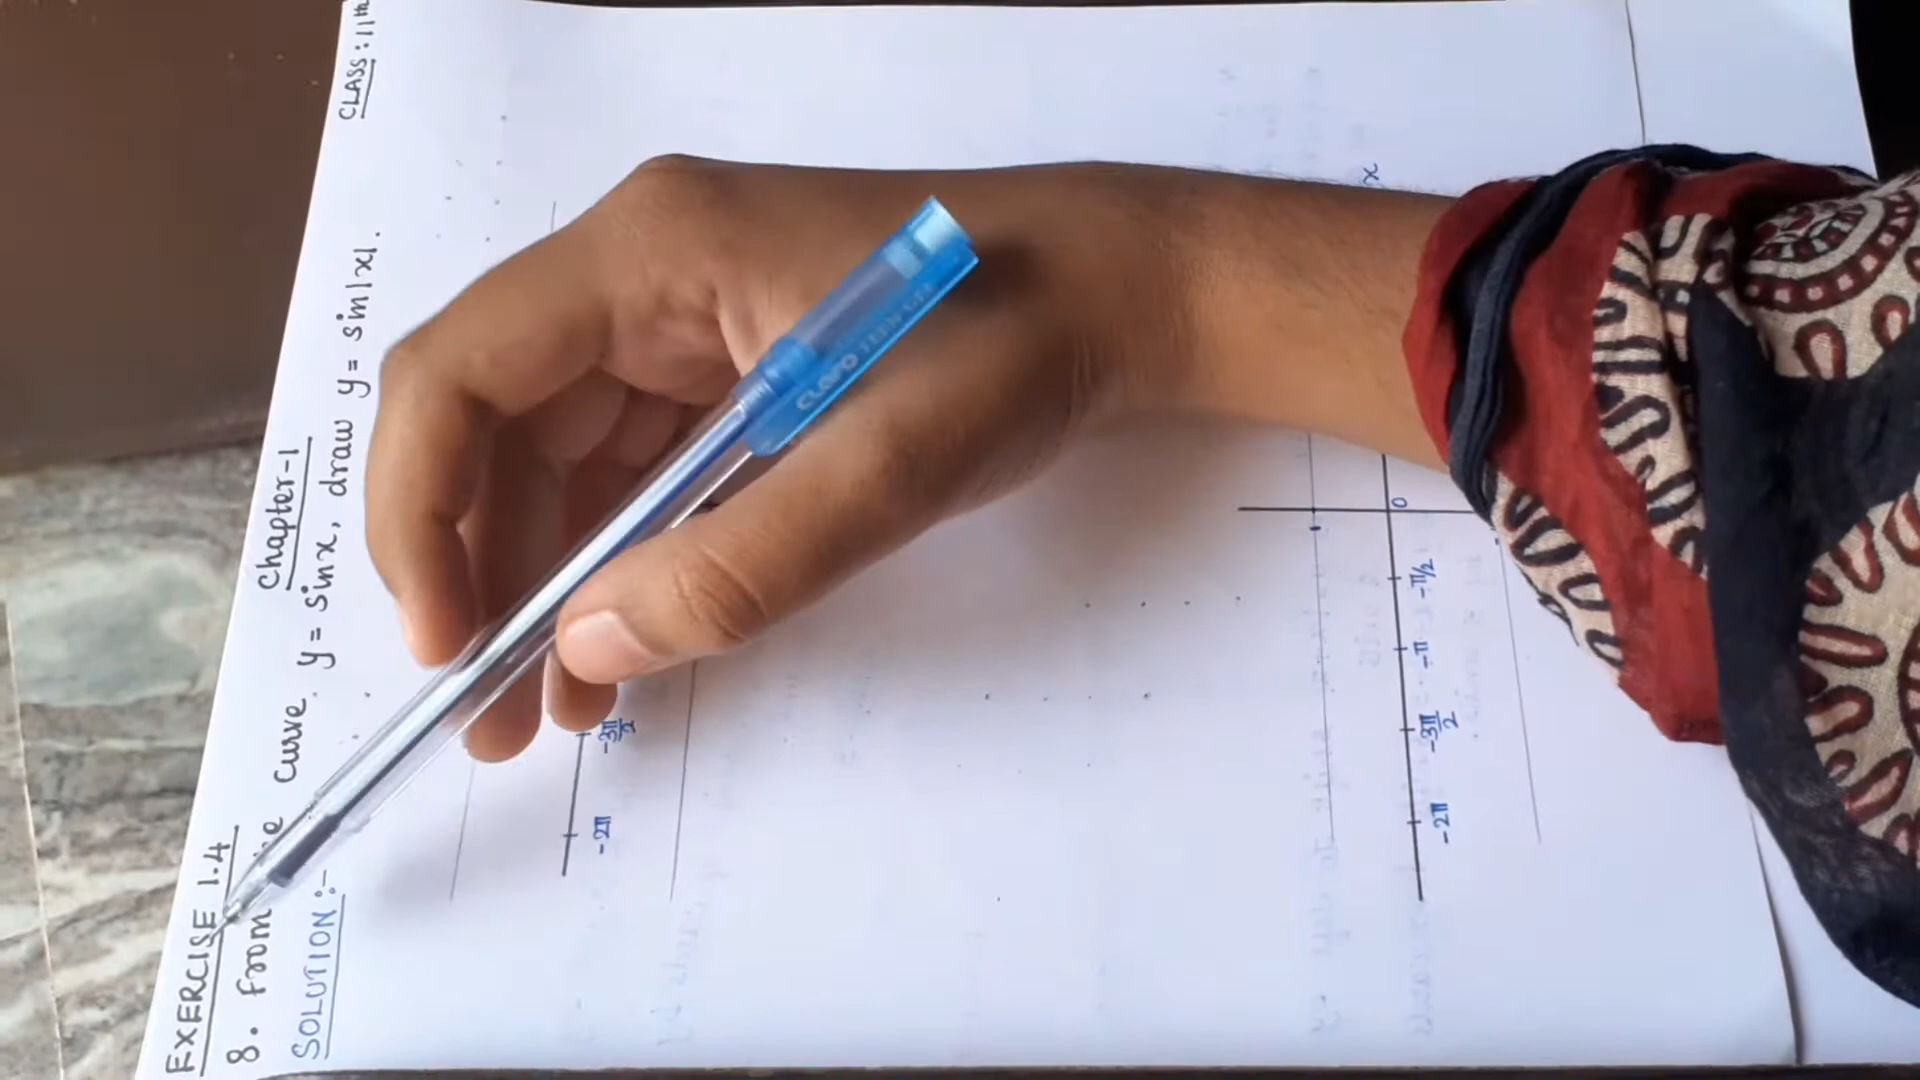 CLASS : 11th
Chapter-1
EXERCISE 1.4
8. From the curve y = sin x, draw y = sin|x|.
SOLUTION :-
-2π -3π/2
x
-2π -3π/2 -π -π/2 0
CLARO